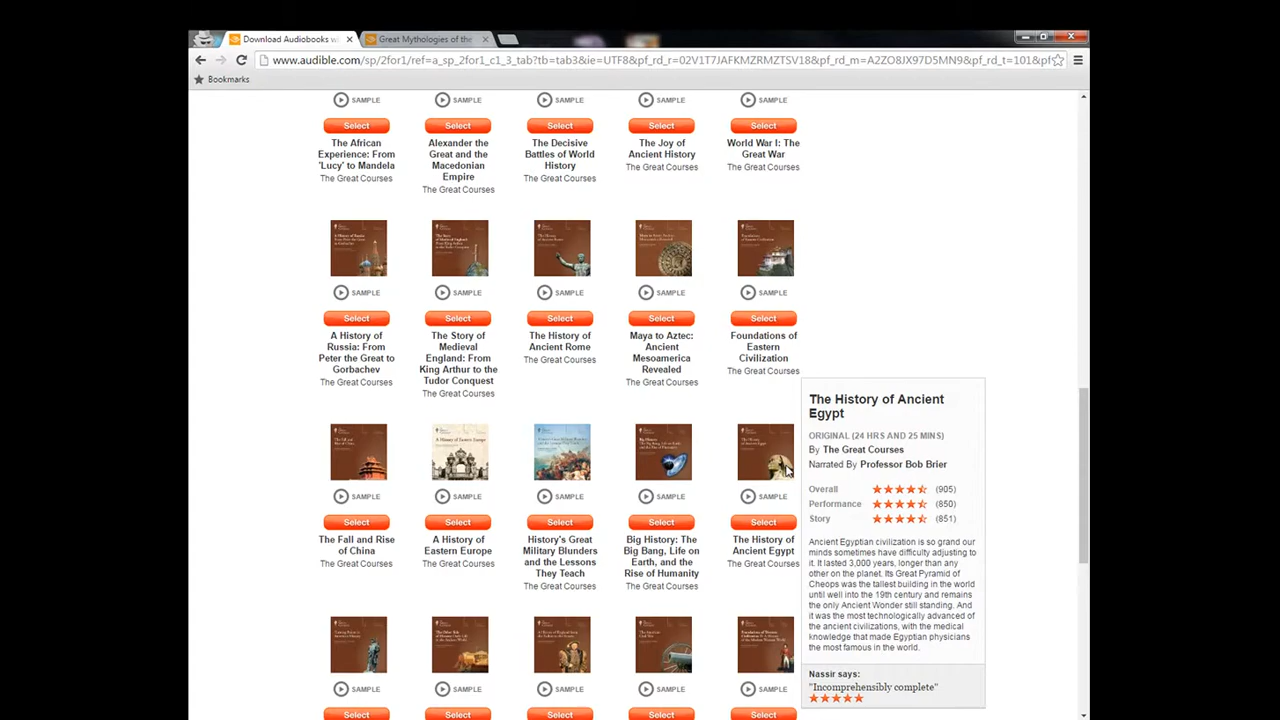 Download Audiobooks w
Great Mythologies of the
www.audible.com/sp/2for1/ref=a_sp_2for1_c1_3_tab?tb=tab3&ie=UTF8&pf_rd_r=02V1T7JAFKMZRMZTSV18&pf_rd_m=A2ZO8JX97D5MN9&pf_rd_t=101&pf
Bookmarks
SAMPLE SAMPLE SAMPLE SAMPLE SAMPLE
Select Select Select Select Select
The African
Experience: From
'Lucy' to Mandela
The Great Courses
Alexander the
Great and the
Macedonian
Empire
The Great Courses
The Decisive
Battles of World
History
The Great Courses
The Joy of
Ancient History
The Great Courses
World War I: The
Great War
The Great Courses
SAMPLE SAMPLE SAMPLE SAMPLE SAMPLE
Select Select Select Select Select
A History of
Russia: From
Peter the Great to
Gorbachev
The Great Courses
The Story of
Medieval
England: From
King Arthur to the
Tudor Conquest
The Great Courses
The History of
Ancient Rome
The Great Courses
Maya to Aztec:
Ancient
Mesoamerica
Revealed
The Great Courses
Foundations of
Eastern
Civilization
The Great Courses
A History of Eastern Europe
SAMPLE SAMPLE SAMPLE SAMPLE SAMPLE
Select Select Select Select Select
The Fall and Rise
of China
The Great Courses
A History of
Eastern Europe
The Great Courses
History's Great
Military Blunders
and the Lessons
They Teach
The Great Courses
Big History: The
Big Bang, Life on
Earth, and the
Rise of Humanity
The Great Courses
The History of
Ancient Egypt
The Great Courses
SAMPLE SAMPLE SAMPLE SAMPLE SAMPLE
Select Select Select Select Select
The History of Ancient
Egypt
ORIGINAL (24 HRS AND 25 MINS)
By The Great Courses
Narrated By Professor Bob Brier
Overall (905)
Performance (850)
Story (851)
Ancient Egyptian civilization is so grand our
minds sometimes have difficulty adjusting to
it. It lasted 3,000 years, longer than any
other on the planet. Its Great Pyramid of
Cheops was the tallest building in the world
until well into the 19th century and remains
the only Ancient Wonder still standing. And
it was the most technologically advanced of
the ancient civilizations, with the medical
knowledge that made Egyptian physicians
the most famous in the world.
Nassir says:
"Incomprehensibly complete"